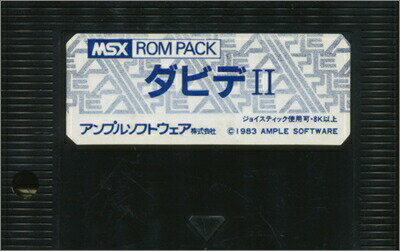 MSX ROM PACK
ダビデII
ジョイスティック使用可・8K以上
アンプルソフトウェア株式会社 ©1983 AMPLE SOFTWARE